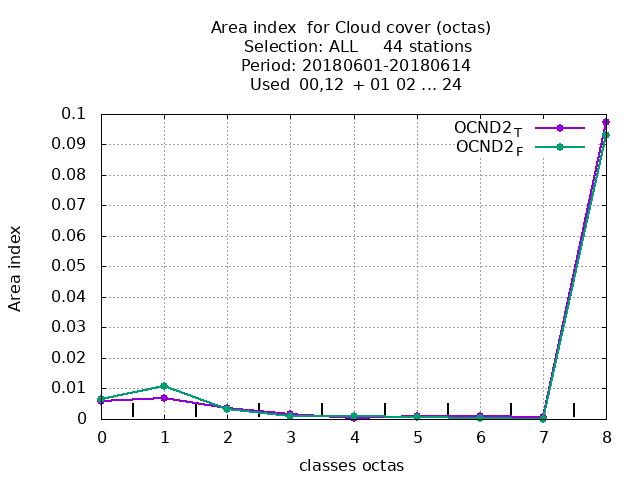 Area index  for Cloud cover (octas)
Selection: ALL     44 stations
Period: 20180601-20180614
Used  00,12  + 01 02 ... 24
OCND2T
OCND2F
0.1
0.09
0.08
0.07
0.06
0.05
0.04
0.03
0.02
0.01
0
Area index
0 1 2 3 4 5 6 7 8
classes octas